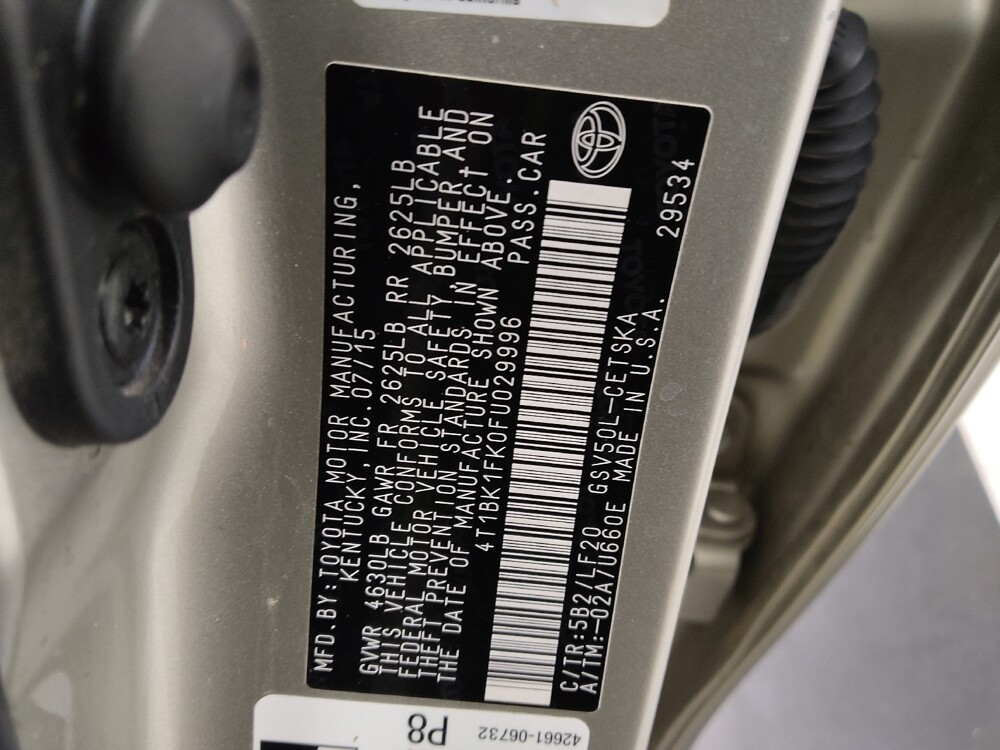 MFD.BY:TOYOTA MOTOR MANUFACTURING,
KENTUCKY, INC. 07/15
GVWR 4630LB GAWR FR 2625LB RR 2625LB
THIS VEHICLE CONFORMS TO ALL APPLICABLE
FEDERAL MOTOR VEHICLE SAFETY, BUMPER, AND
THEFT PREVENTION STANDARDS IN EFFECT ON
THE DATE OF MANUFACTURE SHOWN ABOVE.
4T1BK1FK0FU029996 PASS.CAR
C/TR:5B2/LF20 GSV50L-CETSKA 29534
A/TM:-02A/U660E MADE IN U.S.A.
P8
42661-06732